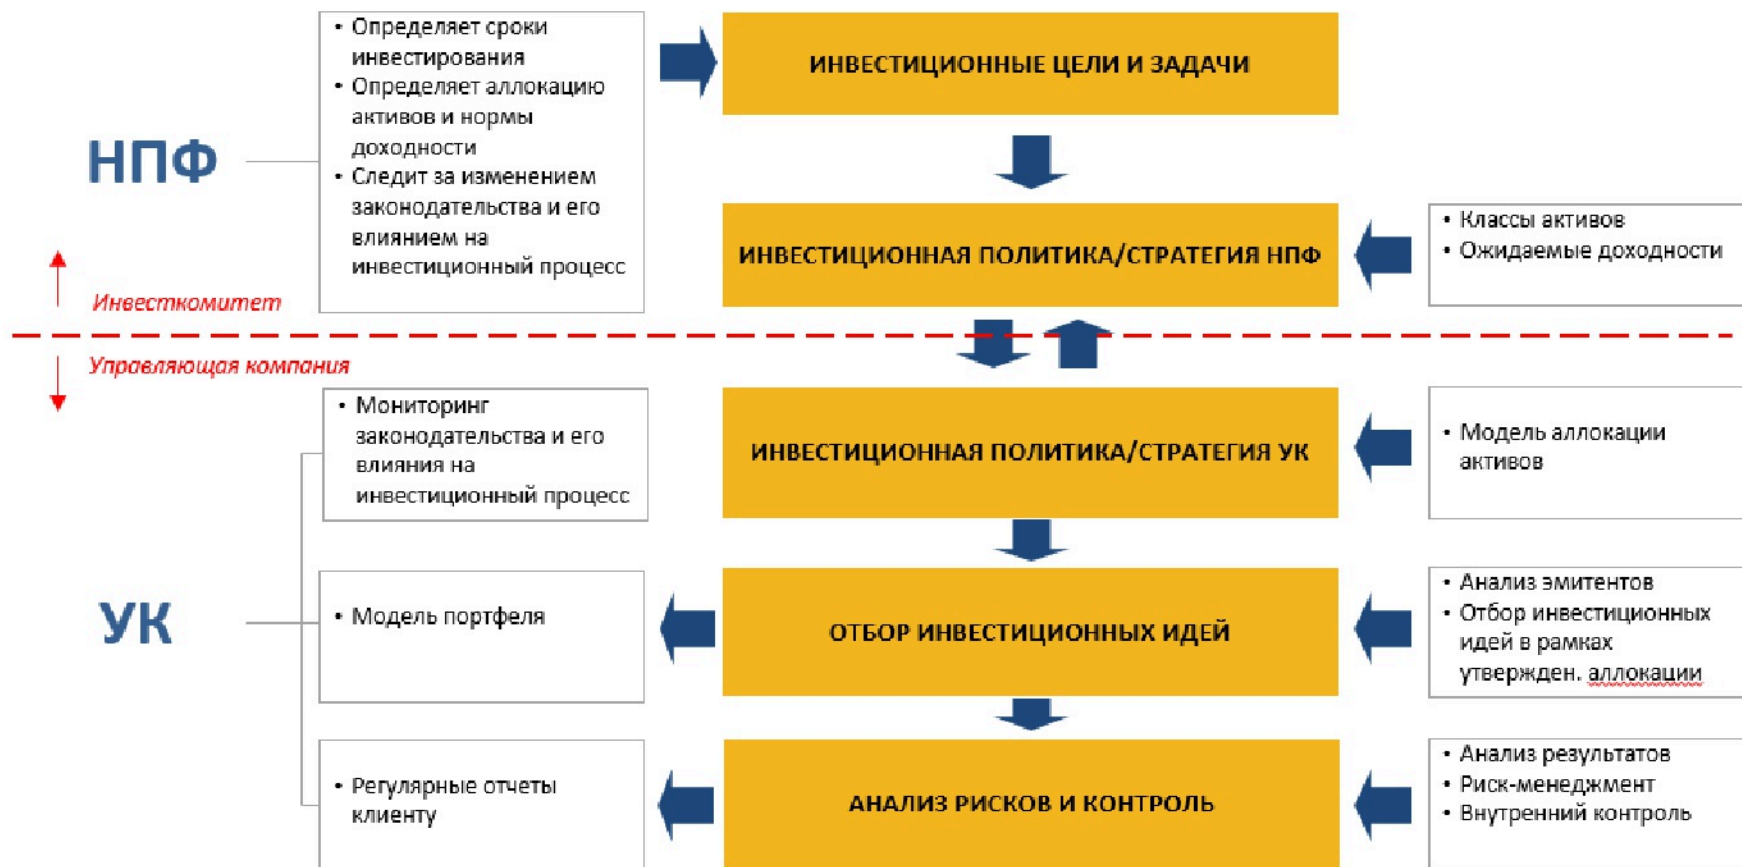 • Определяет сроки
инвестирования
• Определяет аллокацию
активов и нормы
доходности
• Следит за изменением
законодательства и его
влиянием на
инвестиционный процесс
НПФ
ИНВЕСТИЦИОННЫЕ ЦЕЛИ И ЗАДАЧИ
ИНВЕСТИЦИОННАЯ ПОЛИТИКА/СТРАТЕГИЯ НПФ
• Классы активов
• Ожидаемые доходности
Инвесткомитет
Управляющая компания
• Мониторинг
законодательства и его
влияния на
инвестиционный процесс
ИНВЕСТИЦИОННАЯ ПОЛИТИКА/СТРАТЕГИЯ УК
• Модель аллокации
активов
УК
• Модель портфеля
ОТБОР ИНВЕСТИЦИОННЫХ ИДЕЙ
• Анализ эмитентов
• Отбор инвестиционных
идей в рамках
утвержден. аллокации
• Регулярные отчеты
клиенту
АНАЛИЗ РИСКОВ И КОНТРОЛЬ
• Анализ результатов
• Риск-менеджмент
• Внутренний контроль